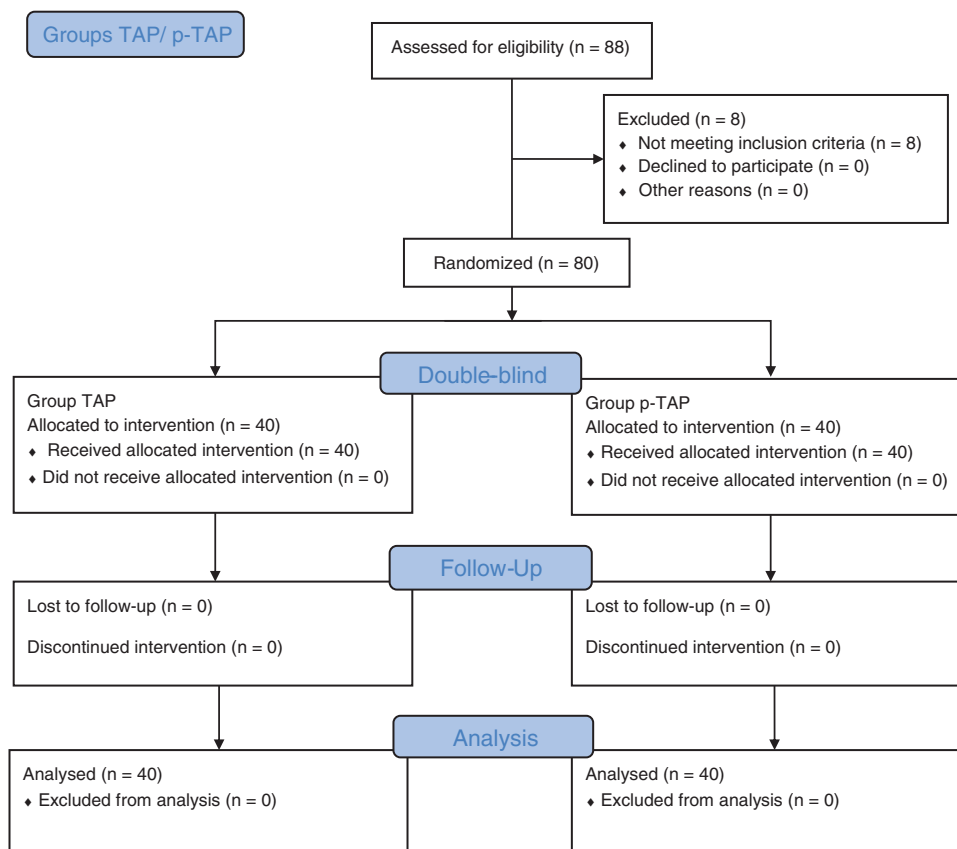 Groups TAP/ p-TAP
Assessed for eligibility (n = 88)
Excluded (n = 8)
♦ Not meeting inclusion criteria (n = 8)
♦ Declined to participate (n = 0)
♦ Other reasons (n = 0)
Randomized (n = 80)
Double-blind
Group TAP
Allocated to intervention (n = 40)
♦ Received allocated intervention (n = 40)
♦ Did not receive allocated intervention (n = 0)
Group p-TAP
Allocated to intervention (n = 40)
♦ Received allocated intervention (n = 40)
♦ Did not receive allocated intervention (n = 0)
Follow-Up
Lost to follow-up (n = 0)
Discontinued intervention (n = 0)
Lost to follow-up (n = 0)
Discontinued intervention (n = 0)
Analysis
Analysed (n = 40)
♦ Excluded from analysis (n = 0)
Analysed (n = 40)
♦ Excluded from analysis (n = 0)